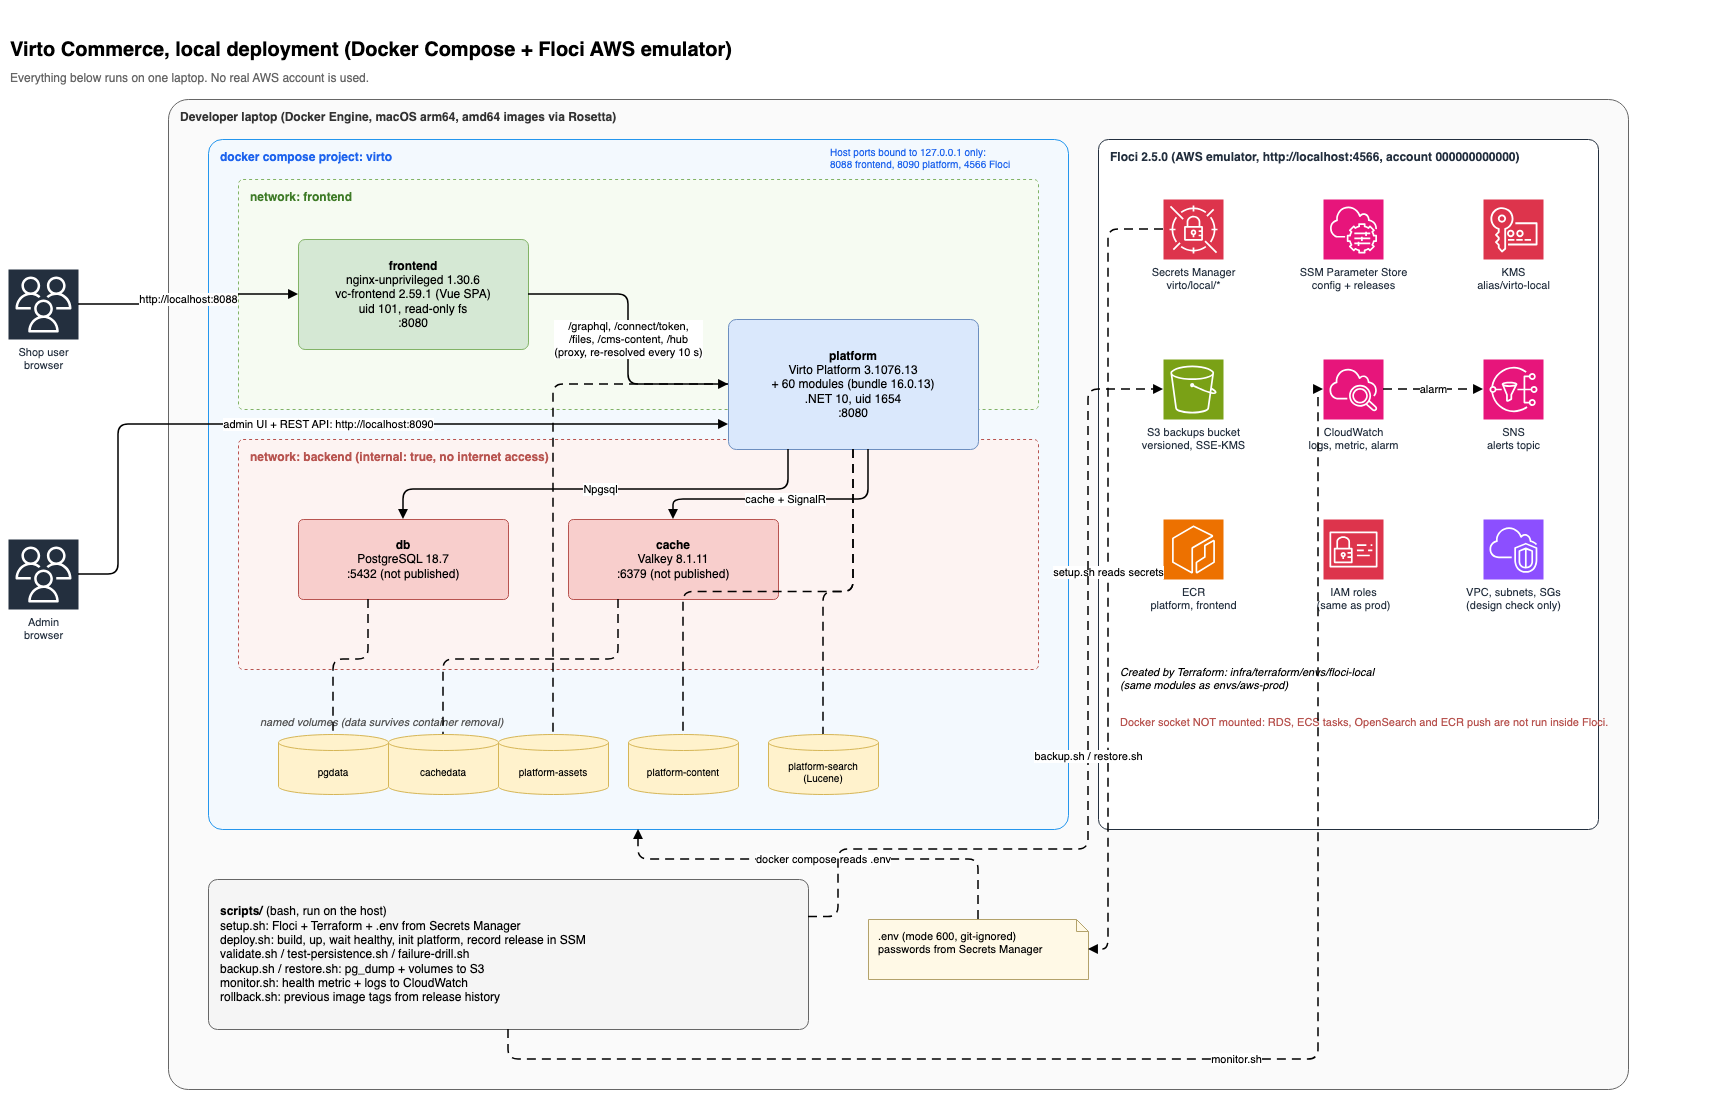 Virto Commerce, local deployment (Docker Compose + Floci AWS emulator)
Everything below runs on one laptop. No real AWS account is used.
Developer laptop (Docker Engine, macOS arm64, amd64 images via Rosetta)
docker compose project: virto
Host ports bound to 127.0.0.1 only:
8088 frontend, 8090 platform, 4566 Floci
network: frontend
frontend
nginx-unprivileged 1.30.6
vc-frontend 2.59.1 (Vue SPA)
uid 101, read-only fs
:8080
http://localhost:8088
Shop user
browser
/graphql, /connect/token,
/files, /cms-content, /hub
(proxy, re-resolved every 10 s)
platform
Virto Platform 3.1076.13
+ 60 modules (bundle 16.0.13)
.NET 10, uid 1654
:8080
admin UI + REST API: http://localhost:8090
Admin
browser
network: backend (internal: true, no internet access)
Npgsql
cache + SignalR
db
PostgreSQL 18.7
:5432 (not published)
cache
Valkey 8.1.11
:6379 (not published)
named volumes (data survives container removal)
pgdata
cachedata
platform-assets
platform-content
platform-search
(Lucene)
Floci 2.5.0 (AWS emulator, http://localhost:4566, account 000000000000)
Secrets Manager
virto/local/*
SSM Parameter Store
config + releases
KMS
alias/virto-local
S3 backups bucket
versioned, SSE-KMS
CloudWatch
logs, metric, alarm
alarm
SNS
alerts topic
setup.sh reads secrets
ECR
platform, frontend
IAM roles
(same as prod)
VPC, subnets, SGs
(design check only)
Created by Terraform: infra/terraform/envs/floci-local
(same modules as envs/aws-prod)
Docker socket NOT mounted: RDS, ECS tasks, OpenSearch and ECR push are not run inside Floci.
backup.sh / restore.sh
docker compose reads .env
scripts/ (bash, run on the host)
setup.sh: Floci + Terraform + .env from Secrets Manager
deploy.sh: build, up, wait healthy, init platform, record release in SSM
validate.sh / test-persistence.sh / failure-drill.sh
backup.sh / restore.sh: pg_dump + volumes to S3
monitor.sh: health metric + logs to CloudWatch
rollback.sh: previous image tags from release history
.env (mode 600, git-ignored)
passwords from Secrets Manager
monitor.sh